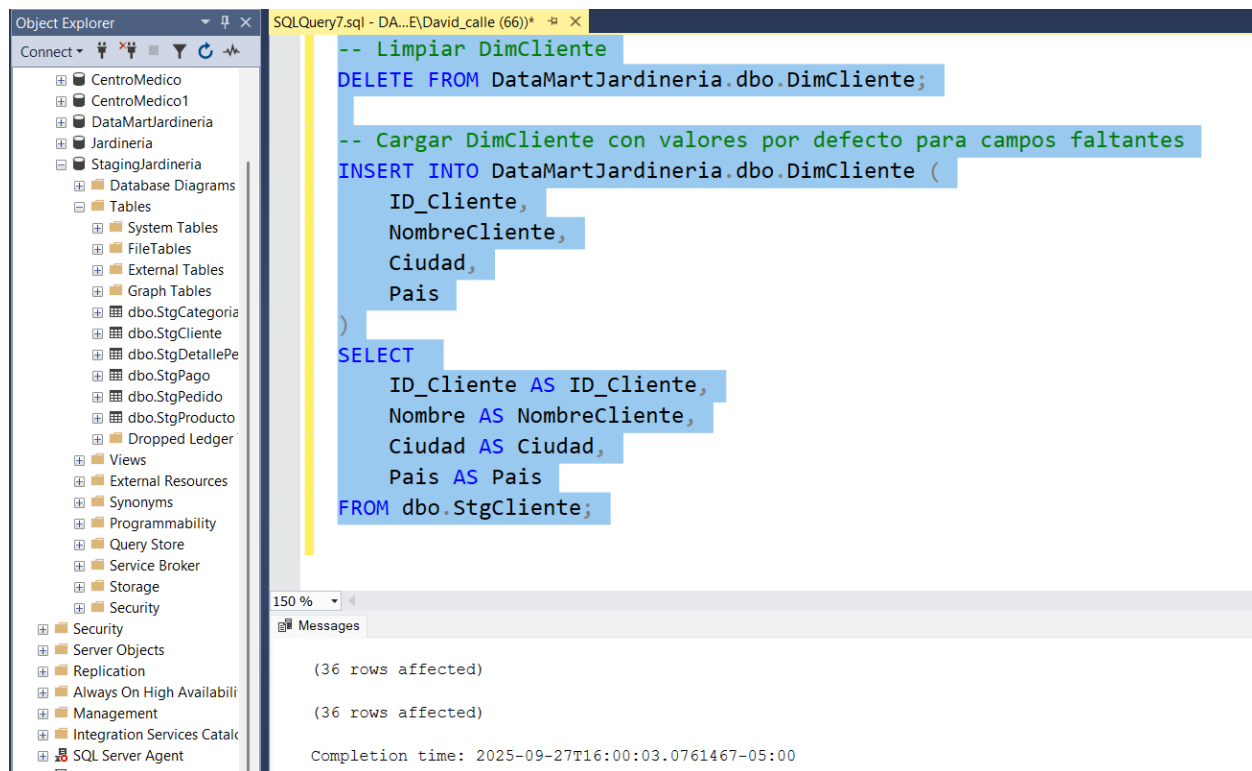 Object Explorer
Connect
CentroMedico
CentroMedico1
DataMartJardineria
Jardineria
StagingJardineria
Database Diagrams
Tables
System Tables
FileTables
External Tables
Graph Tables
dbo.StgCategoria
dbo.StgCliente
dbo.StgDetallePe
dbo.StgPago
dbo.StgPedido
dbo.StgProducto
Dropped Ledger
Views
External Resources
Synonyms
Programmability
Query Store
Service Broker
Storage
Security
Security
Server Objects
Replication
Always On High Availabili
Management
Integration Services Catalo
SQL Server Agent
SQLQuery7.sql - DA...E\David_calle (66))*
-- Limpiar DimCliente
DELETE FROM DataMartJardineria.dbo.DimCliente;
-- Cargar DimCliente con valores por defecto para campos faltantes
INSERT INTO DataMartJardineria.dbo.DimCliente (
ID_Cliente,
NombreCliente,
Ciudad,
Pais
)
SELECT
ID_Cliente AS ID_Cliente,
Nombre AS NombreCliente,
Ciudad AS Ciudad,
Pais AS Pais
FROM dbo.StgCliente;
150 %
Messages
(36 rows affected)
(36 rows affected)
Completion time: 2025-09-27T16:00:03.0761467-05:00